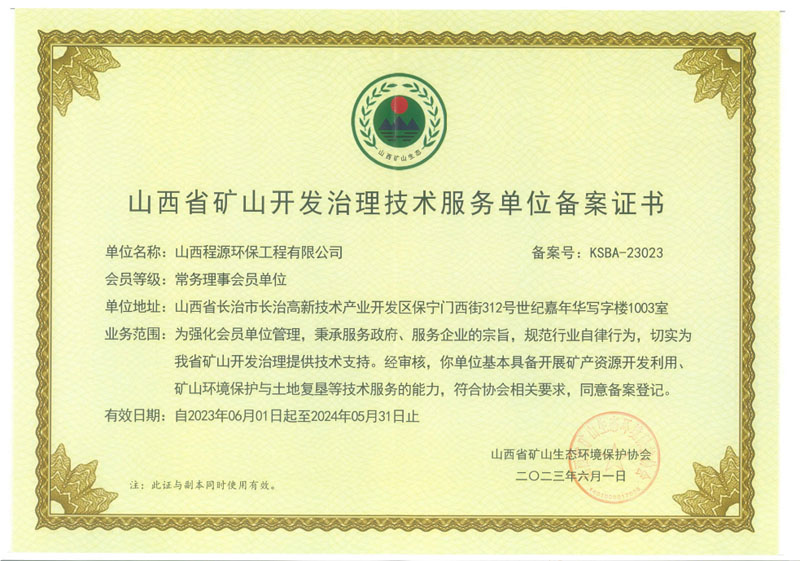 山西矿山生态
山西省矿山开发治理技术服务单位备案证书
单位名称：山西程源环保工程有限公司 备案号：KSBA-23023
会员等级：常务理事会员单位
单位地址：山西省长治市长治高新技术产业开发区保宁门西街312号世纪嘉年华写字楼1003室
业务范围：为强化会员单位管理，秉承服务政府、服务企业的宗旨，规范行业自律行为，切实为
我省矿山开发治理提供技术支持。经审核，你单位基本具备开展矿产资源开发利用、
矿山环境保护与土地复垦等技术服务的能力，符合协会相关要求，同意备案登记。
有效日期：自2023年06月01日起至2024年05月31日止
山西省矿山生态环境保护协会
二〇二三年六月一日
注：此证与副本同时使用有效。